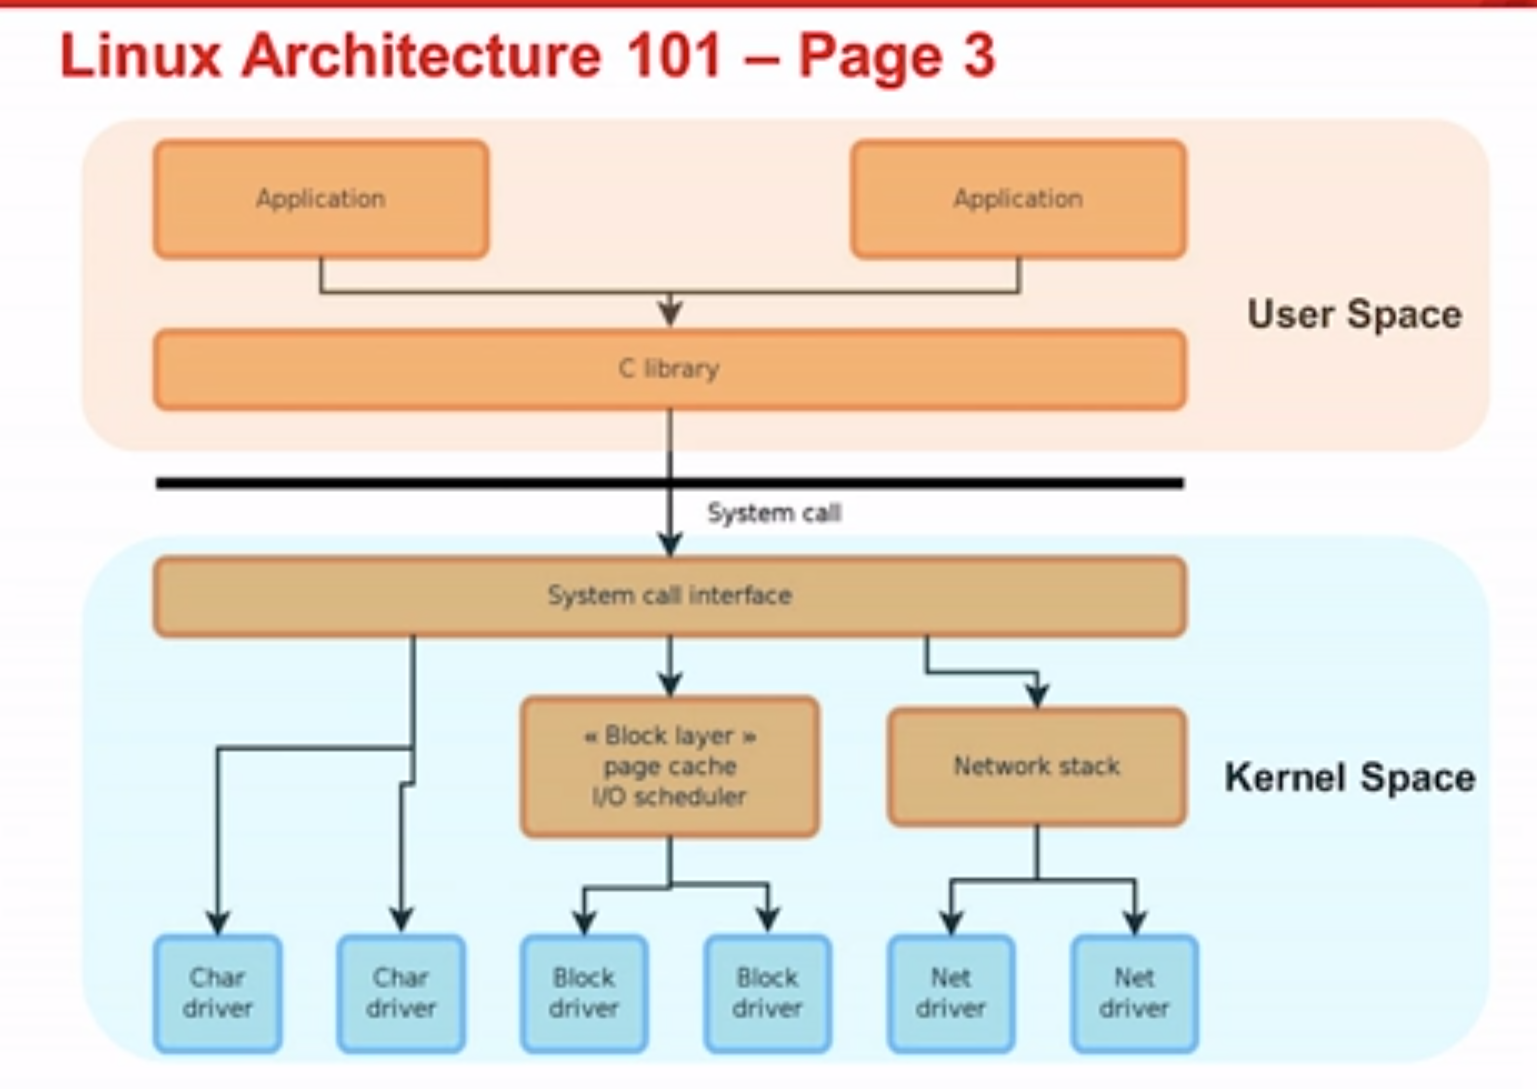 Linux Architecture 101 – Page 3
Application
Application
C library
User Space
System call
System call interface
« Block layer »
page cache
I/O scheduler
Network stack
Kernel Space
Char
driver
Char
driver
Block
driver
Block
driver
Net
driver
Net
driver